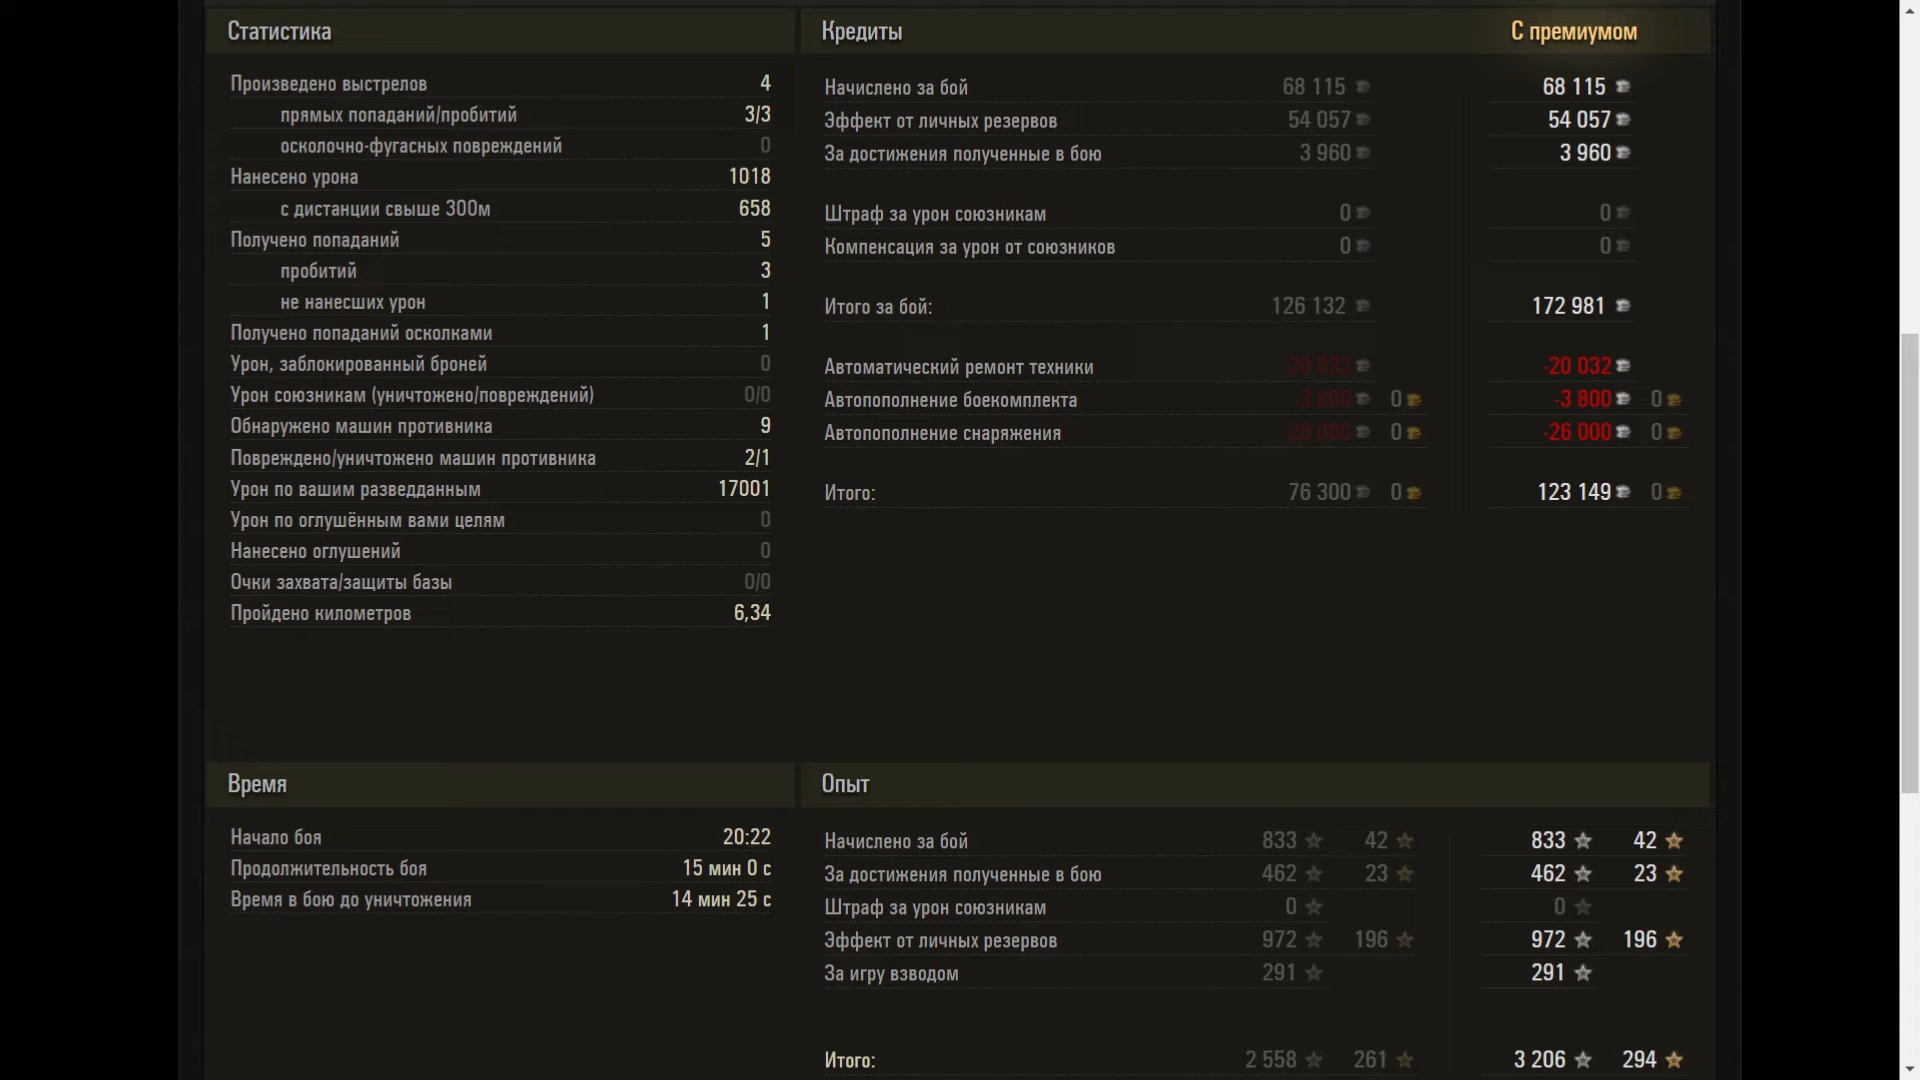 Статистика
Произведено выстрелов 4
прямых попаданий/пробитий 3/3
осколочно-фугасных повреждений 0
Нанесено урона 1018
с дистанции свыше 300м 658
Получено попаданий 5
пробитий 3
не нанесших урон 1
Получено попаданий осколками 1
Урон, заблокированный броней 0
Урон союзникам (уничтожено/повреждений) 0/0
Обнаружено машин противника 9
Повреждено/уничтожено машин противника 2/1
Урон по вашим разведданным 17001
Урон по оглушённым вами целям 0
Нанесено оглушений 0
Очки захвата/защиты базы 0/0
Пройдено километров 6,34
Кредиты С премиумом
Начислено за бой 68 115 68 115
Эффект от личных резервов 54 057 54 057
За достижения полученные в бою 3 960 3 960
Штраф за урон союзникам 0 0
Компенсация за урон от союзников 0 0
Итого за бой: 126 132 172 981
Автоматический ремонт техники -20 032 -20 032
Автопополнение боекомплекта -3 800 0 -3 800 0
Автопополнение снаряжения -26 000 0 -26 000 0
Итого: 76 300 0 123 149 0
Время
Начало боя 20:22
Продолжительность боя 15 мин 0 с
Время в бою до уничтожения 14 мин 25 с
Опыт
Начислено за бой 833 42 833 42
За достижения полученные в бою 462 23 462 23
Штраф за урон союзникам 0 0
Эффект от личных резервов 972 196 972 196
За игру взводом 291 291
Итого: 2 558 261 3 206 294